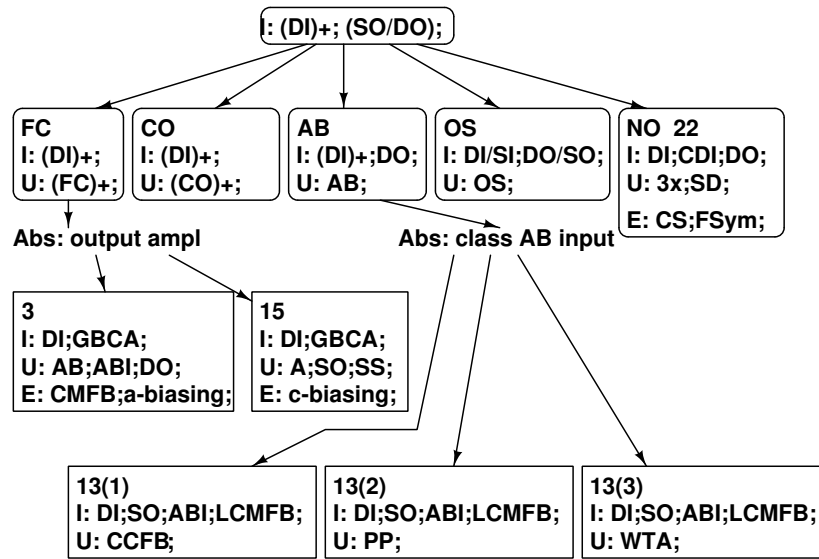 I: (DI)+; (SO/DO);
FC
I: (DI)+;
U: (FC)+;
CO
I: (DI)+;
U: (CO)+;
AB
I: (DI)+;DO;
U: AB;
OS
I: DI/SI;DO/SO;
U: OS;
NO 22
I: DI;CDI;DO;
U: 3x;SD;
E: CS;FSym;
Abs: output ampl
Abs: class AB input
3
I: DI;GBCA;
U: AB;ABI;DO;
E: CMFB;a-biasing;
15
I: DI;GBCA;
U: A;SO;SS;
E: c-biasing;
13(1)
I: DI;SO;ABI;LCMFB;
U: CCFB;
13(2)
I: DI;SO;ABI;LCMFB;
U: PP;
13(3)
I: DI;SO;ABI;LCMFB;
U: WTA;